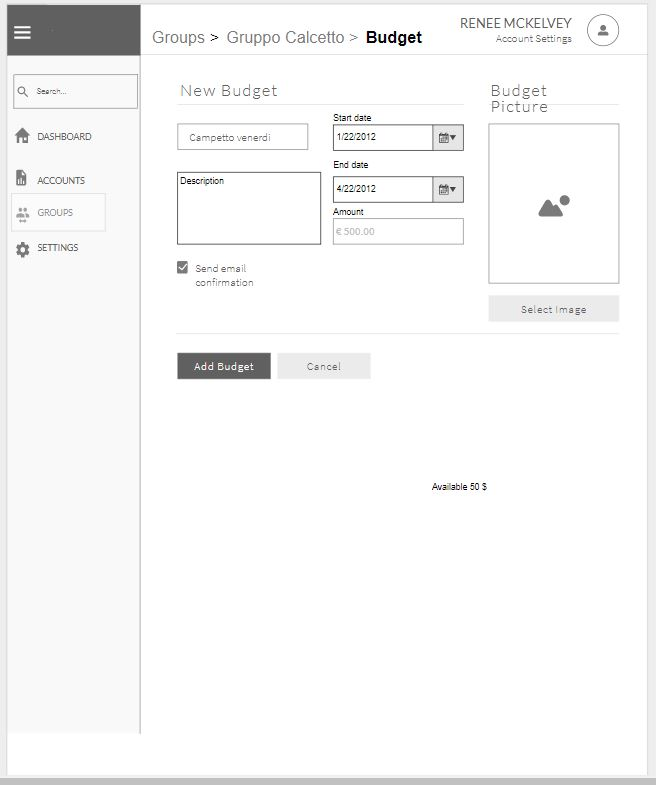 RENEE MCKELVEY
Account Settings
Groups > Gruppo Calcetto > Budget
Search...
DASHBOARD
ACCOUNTS
GROUPS
SETTINGS
New Budget
Campetto venerdi
Description
Send email
confirmation
Start date
1/22/2012
End date
4/22/2012
Amount
€ 500.00
Budget
Picture
Select Image
Add Budget
Cancel
Available 50 $